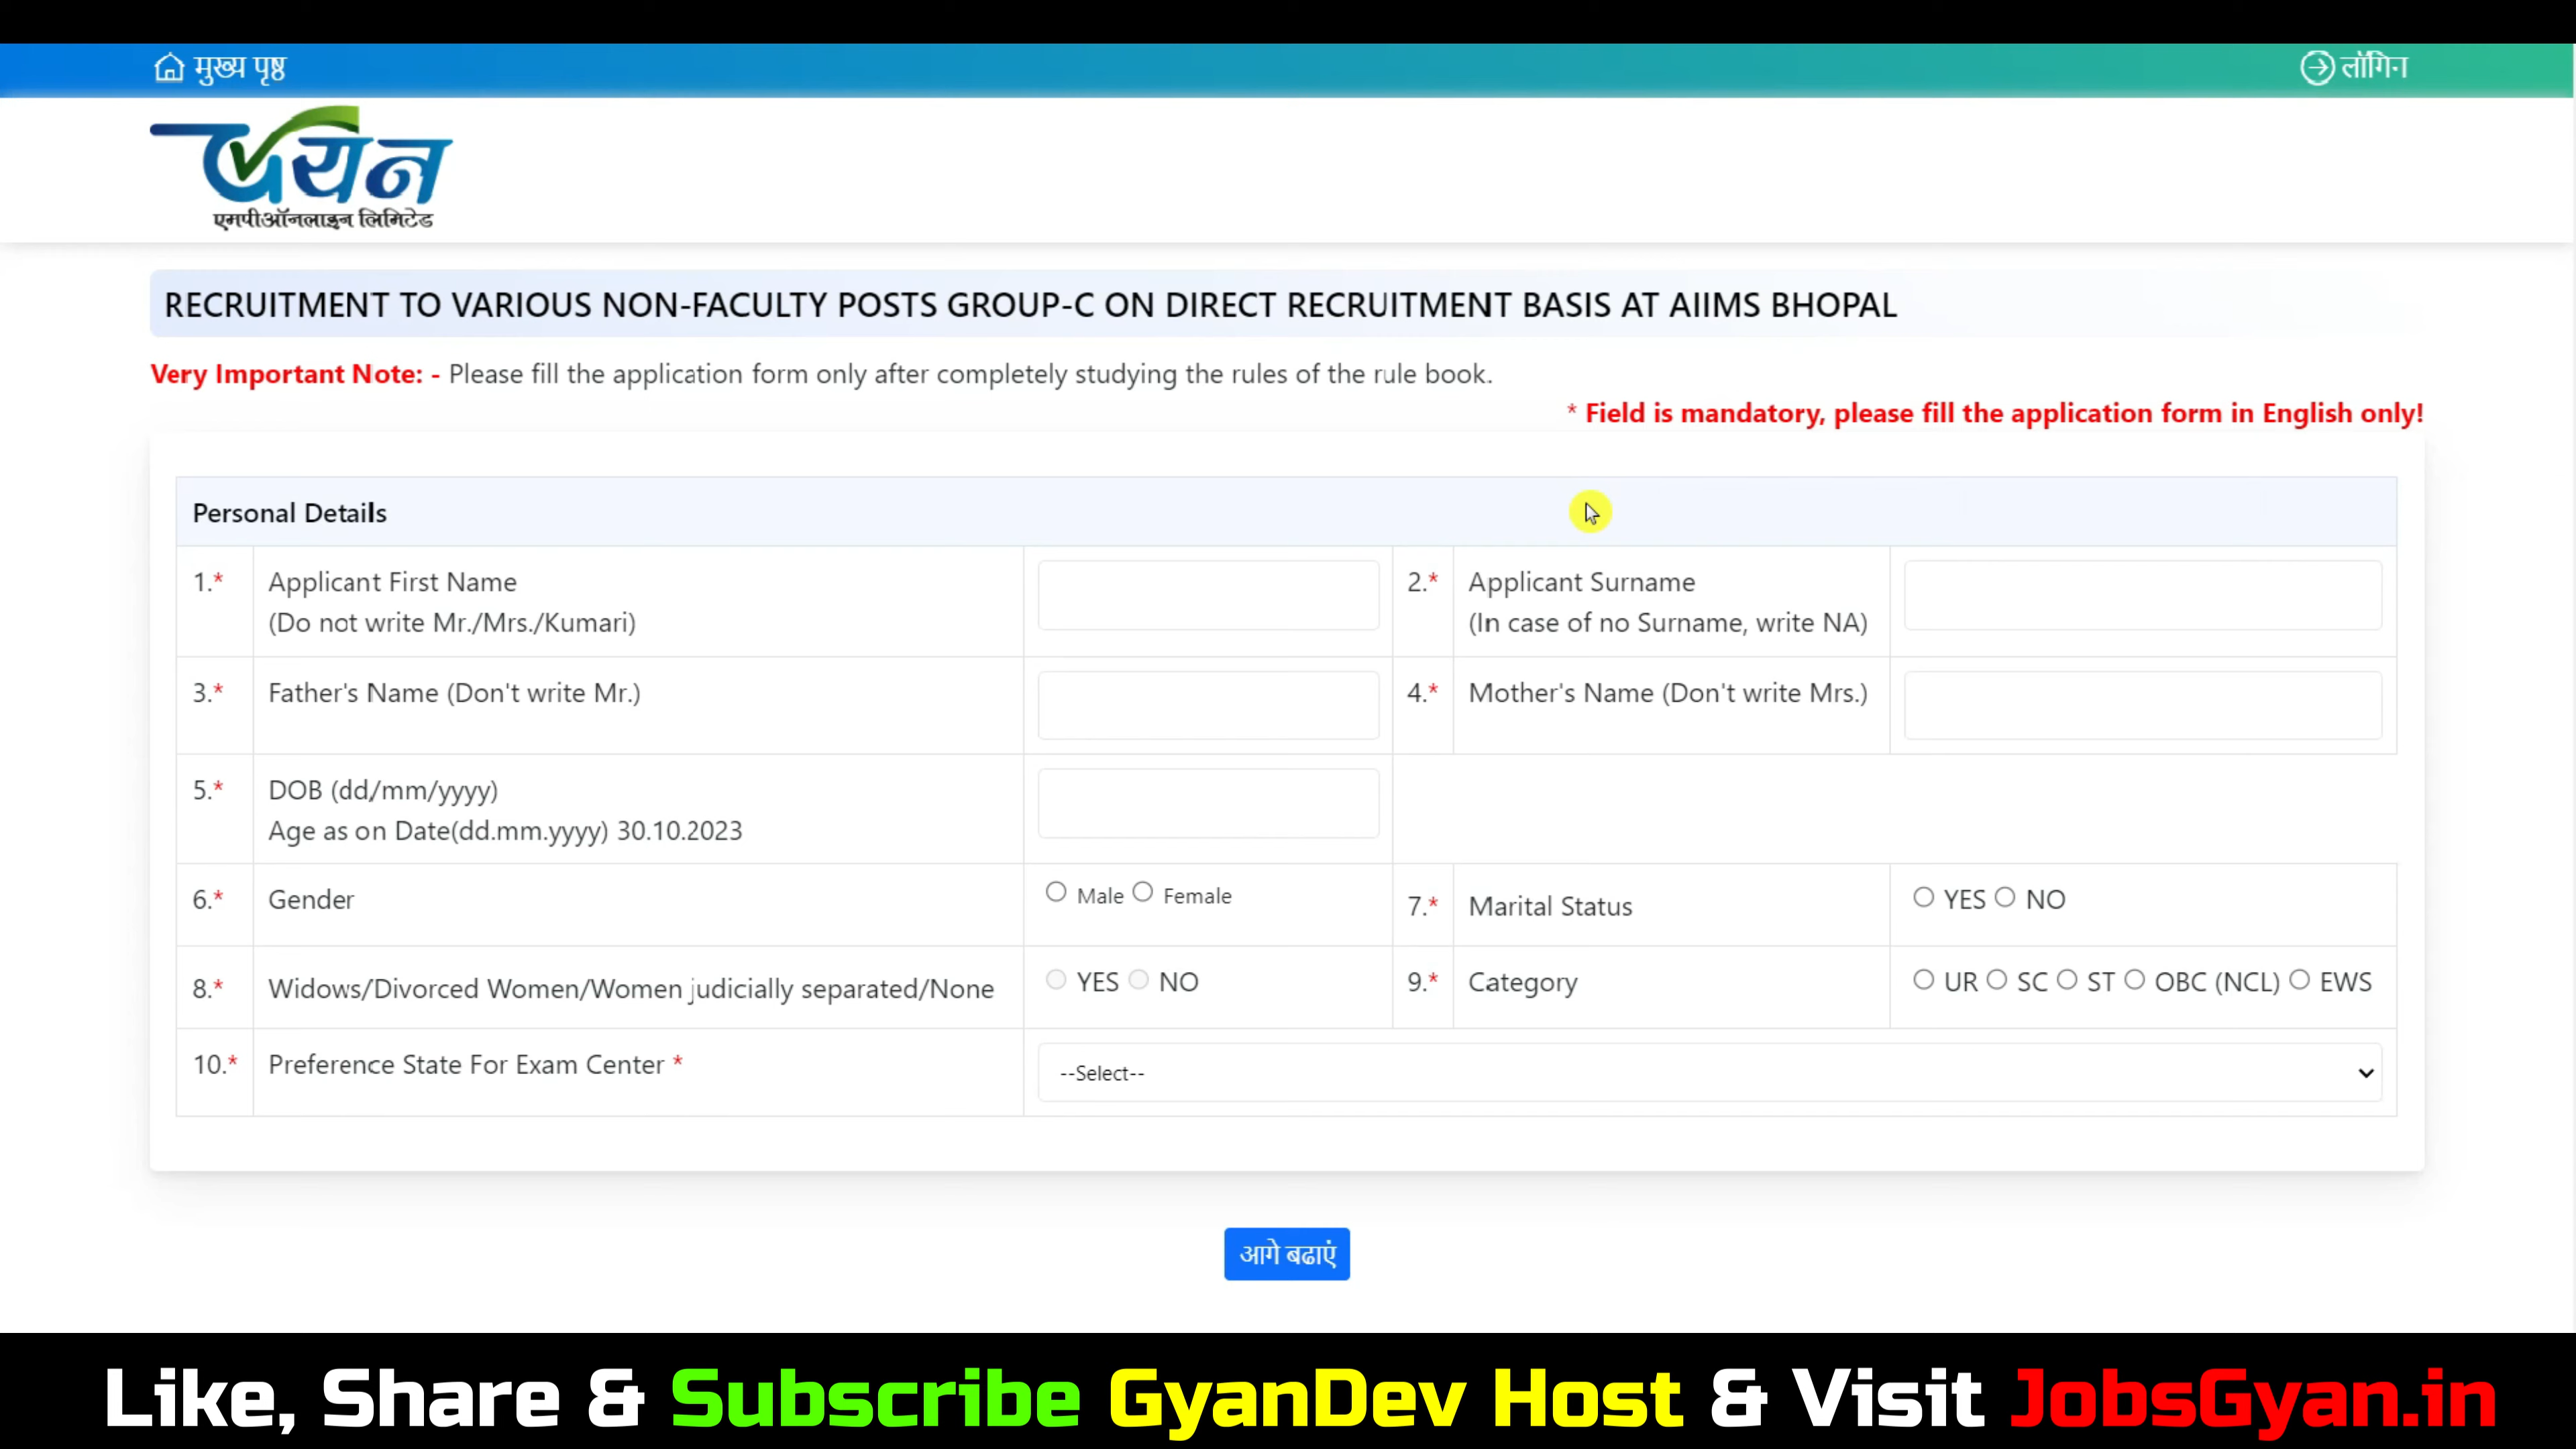 मुख्य पृष्ठ
लॉगिन
चयन
एमपीऑनलाइन लिमिटेड
RECRUITMENT TO VARIOUS NON-FACULTY POSTS GROUP-C ON DIRECT RECRUITMENT BASIS AT AIIMS BHOPAL
Very Important Note: - Please fill the application form only after completely studying the rules of the rule book.
* Field is mandatory, please fill the application form in English only!
Personal Details
1.* Applicant First Name
(Do not write Mr./Mrs./Kumari)
2.* Applicant Surname
(In case of no Surname, write NA)
3.* Father's Name (Don't write Mr.)
4.* Mother's Name (Don't write Mrs.)
5.* DOB (dd/mm/yyyy)
Age as on Date(dd.mm.yyyy) 30.10.2023
6.* Gender Male Female
7.* Marital Status YES NO
8.* Widows/Divorced Women/Women judicially separated/None YES NO
9.* Category UR SC ST OBC (NCL) EWS
10.* Preference State For Exam Center * --Select--
आगे बढाएं
Like, Share & Subscribe GyanDev Host & Visit JobsGyan.in